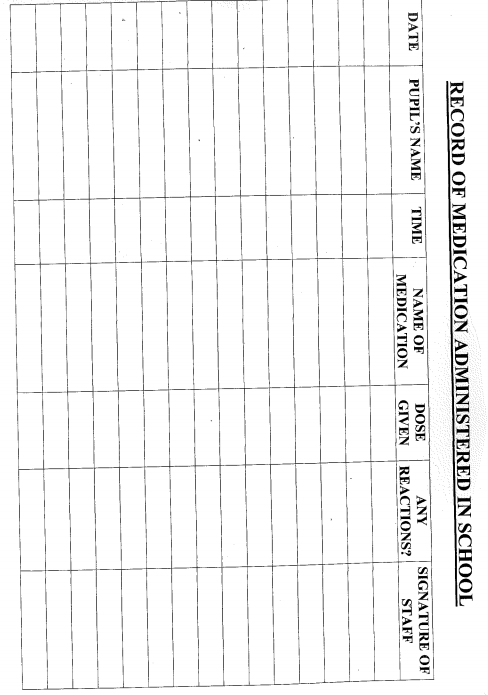 RECORD OF MEDICATION ADMINISTERED IN SCHOOL
DATE
PUPIL'S NAME
TIME
NAME OF
MEDICATION
DOSE
GIVEN
ANY
REACTIONS?
SIGNATURE OF
STAFF